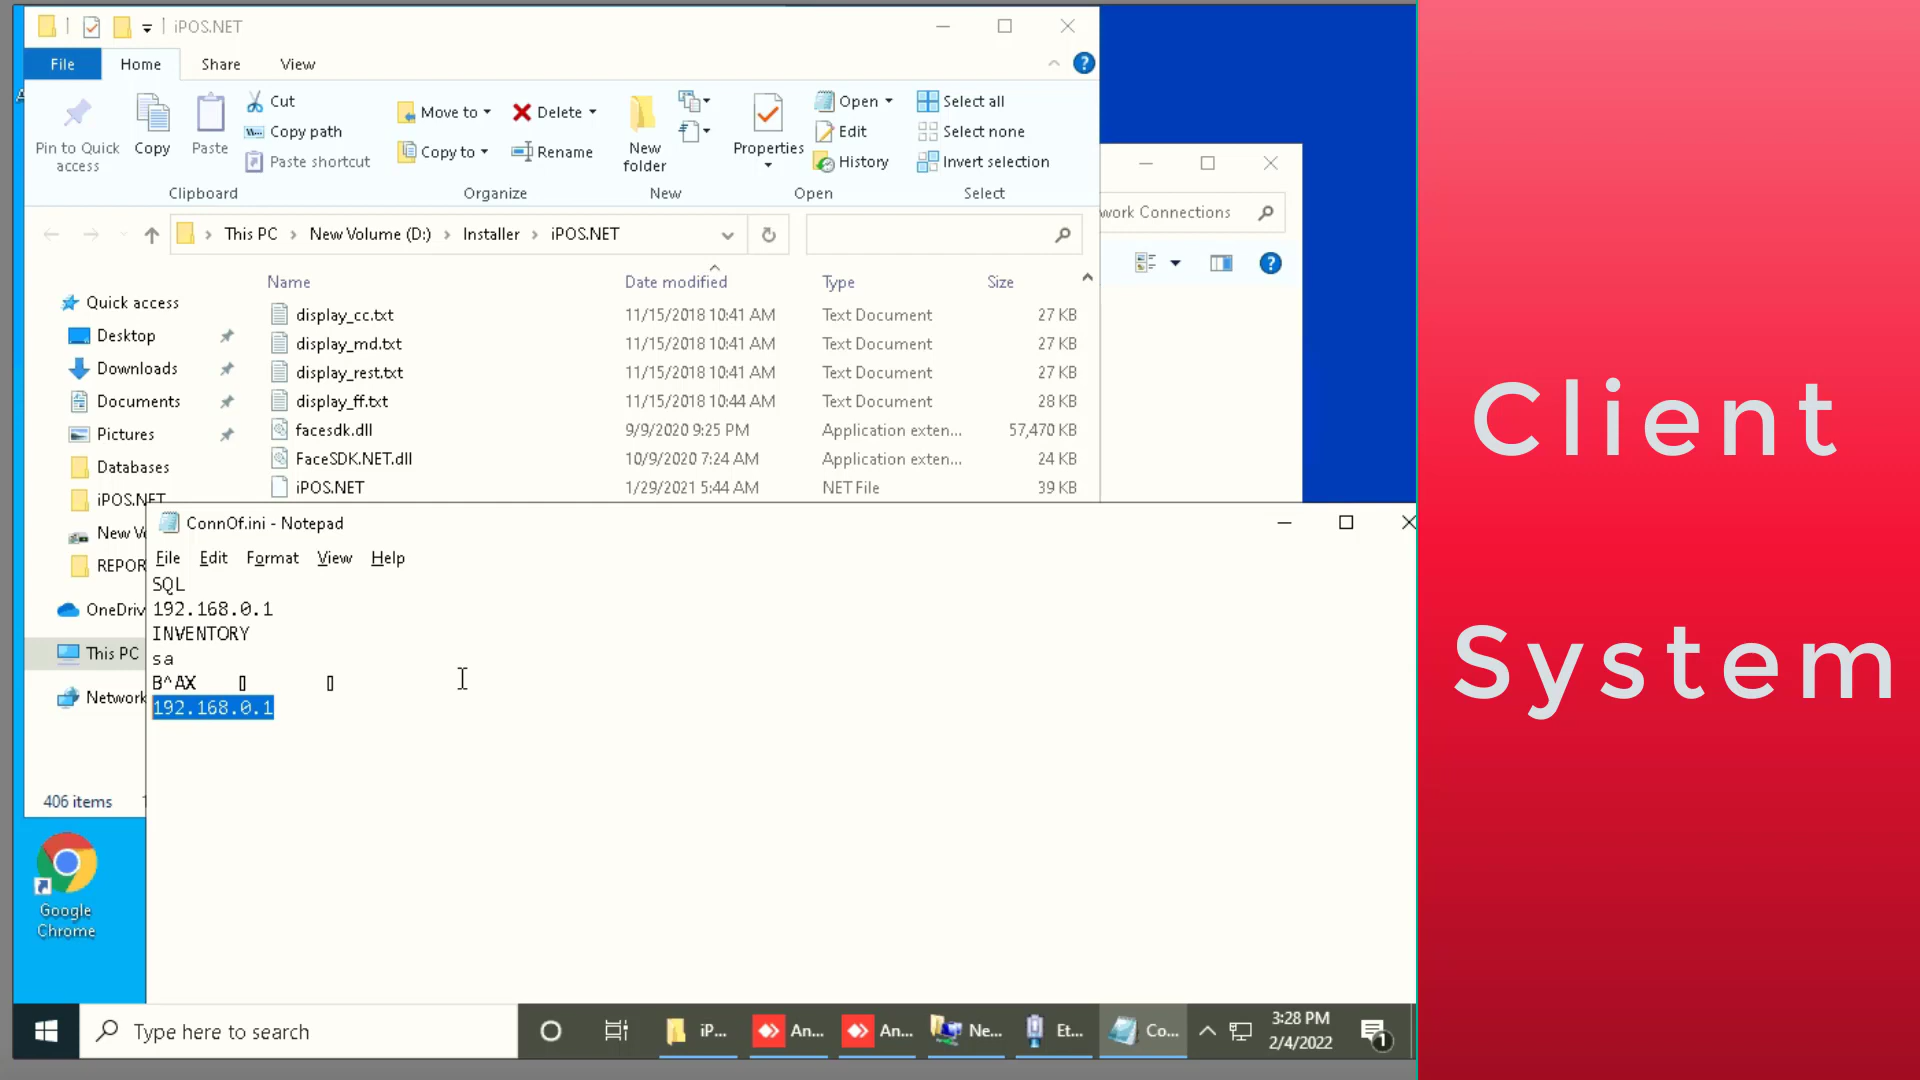 iPOS.NET
File
Home
Share
View
?
Pin to Quick access
Copy
Paste
Cut
Copy path
Paste shortcut
Clipboard
Move to
Copy to
Delete
Rename
Organize
New folder
New
Properties
Open
Edit
History
Open
Select all
Select none
Invert selection
Select
This PC
New Volume (D:)
Installer
iPOS.NET
work Connections
?
Name
Date modified
Type
Size
Quick access
Desktop
Downloads
Documents
Pictures
Databases
iPOS.NET
New V
REPOR
OneDriv
This PC
Network
406 items
display_cc.txt 11/15/2018 10:41 AM Text Document 27 KB
display_md.txt 11/15/2018 10:41 AM Text Document 27 KB
display_rest.txt 11/15/2018 10:41 AM Text Document 27 KB
display_ff.txt 11/15/2018 10:44 AM Text Document 28 KB
facesdk.dll 9/9/2020 9:25 PM Application exten... 57,470 KB
FaceSDK.NET.dll 10/9/2020 7:24 AM Application exten... 24 KB
iPOS.NET 1/29/2021 5:44 AM NET File 39 KB
ConnOf.ini - Notepad
File Edit Format View Help
SQL
192.168.0.1
INVENTORY
sa
B^AX ▯ ▯
192.168.0.1
Google
Chrome
Type here to search
iP...
An...
An...
Ne...
Et...
Co...
3:28 PM
2/4/2022
1
Client
System